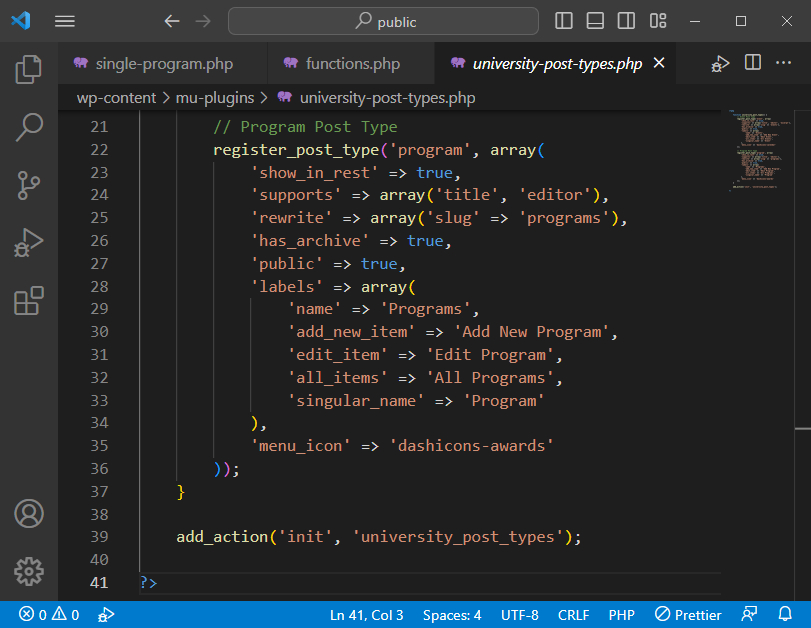 public
single-program.php functions.php university-post-types.php
wp-content > mu-plugins > university-post-types.php
21 // Program Post Type
22 register_post_type('program', array(
23 'show_in_rest' => true,
24 'supports' => array('title', 'editor'),
25 'rewrite' => array('slug' => 'programs'),
26 'has_archive' => true,
27 'public' => true,
28 'labels' => array(
29 'name' => 'Programs',
30 'add_new_item' => 'Add New Program',
31 'edit_item' => 'Edit Program',
32 'all_items' => 'All Programs',
33 'singular_name' => 'Program'
34 ),
35 'menu_icon' => 'dashicons-awards'
36 ));
37 }
38
39 add_action('init', 'university_post_types');
40
41 ?>
0 0 Ln 41, Col 3 Spaces: 4 UTF-8 CRLF PHP Prettier